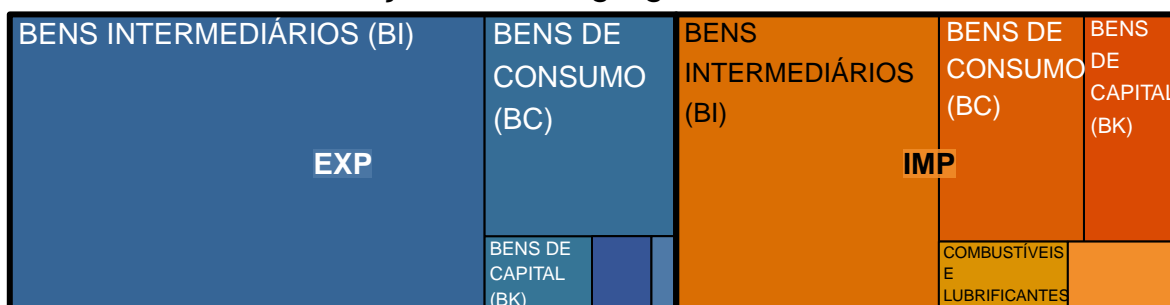 BENS INTERMEDIÁRIOS (BI)
BENS DE
CONSUMO
(BC)
EXP
BENS DE
CAPITAL
(BK)
BENS
INTERMEDIÁRIOS
(BI)
BENS DE
CONSUMO
(BC)
BENS
DE
CAPITAL
(BK)
IMP
COMBUSTÍVEIS
E
LUBRIFICANTES